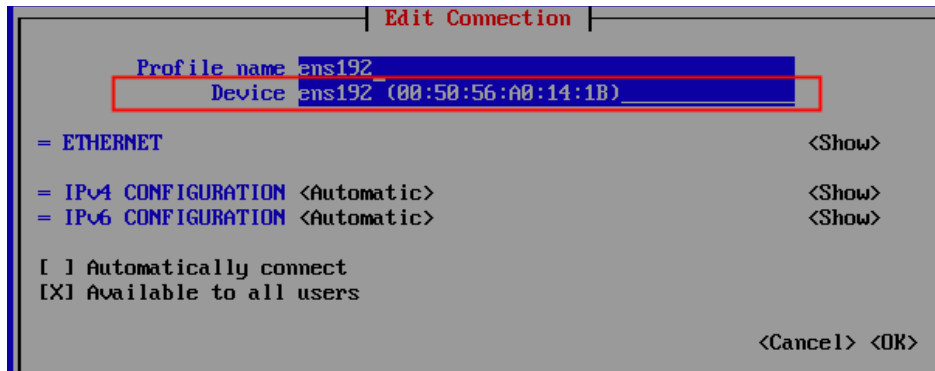 Edit Connection
Profile name ens192
Device ens192 (00:50:56:A0:14:1B)
= ETHERNET <Show>
= IPv4 CONFIGURATION <Automatic> <Show>
= IPv6 CONFIGURATION <Automatic> <Show>
[ ] Automatically connect
[X] Available to all users
<Cancel> <OK>